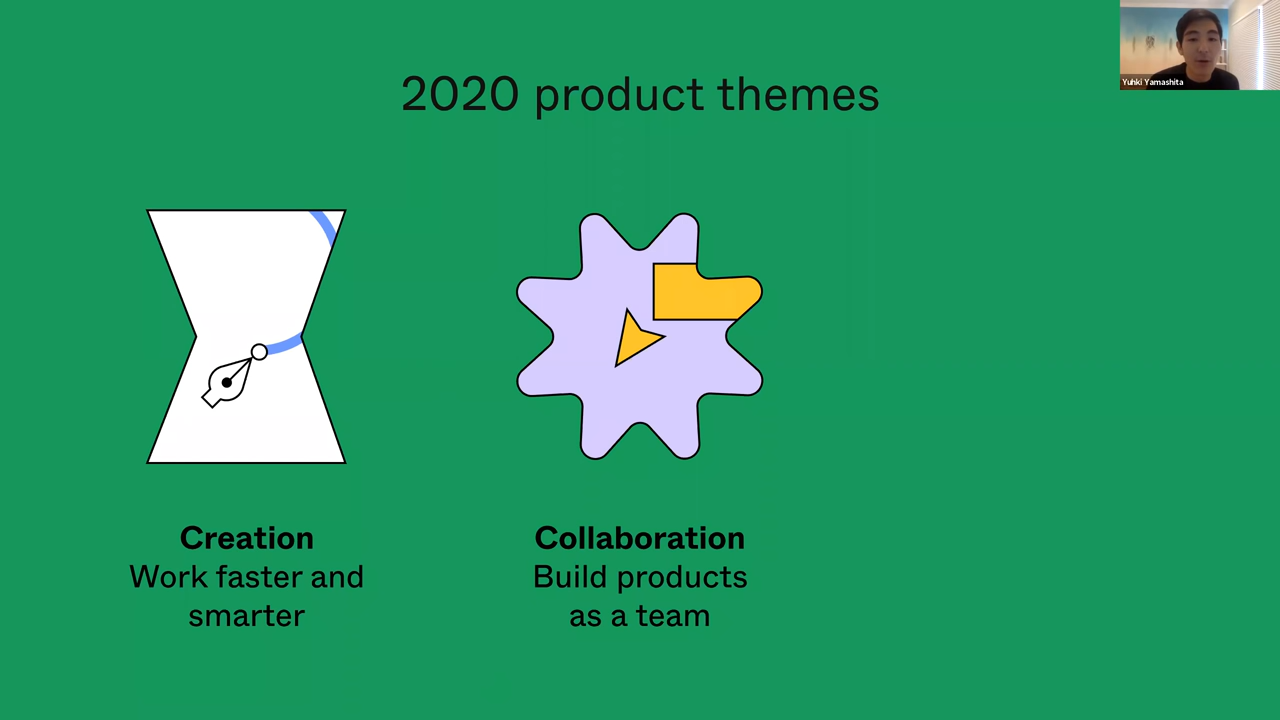 2020 product themes
Yuhki Yamashita
Creation
Work faster and
smarter
Collaboration
Build products
as a team